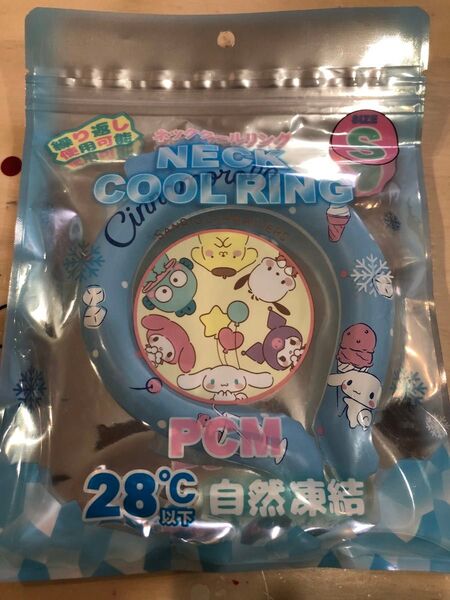 SIZE
S
繰り返し
使用可能
ネッククールリング
NECK
COOL RING
PCM
28℃
以下
自然凍結